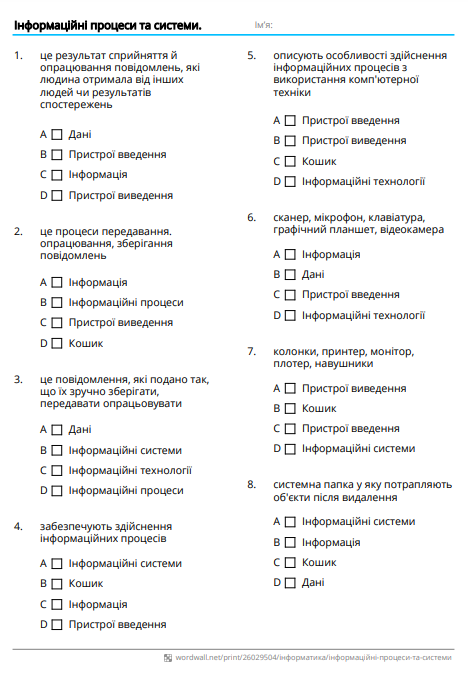 Інформаційні процеси та системи.
Ім'я:
1. це результат сприйняття й
опрацювання повідомлень, які
людина отримала від інших
людей чи результатів
спостережень
A Дані
B Пристрої введення
C Інформація
D Пристрої виведення
2. це процеси передавання.
опрацювання, зберігання
повідомлень
A Інформація
B Інформаційні процеси
C Пристрої виведення
D Кошик
3. це повідомлення, які подано так,
що їх зручно зберігати,
передавати опрацьовувати
A Дані
B Інформаційні системи
C Інформаційні технології
D Інформаційні процеси
4. забезпечують здійснення
інформаційних процесів
A Інформаційні системи
B Кошик
C Інформація
D Пристрої введення
5. описують особливості здійснення
інформаційних процесів з
використання комп'ютерної
техніки
A Пристрої введення
B Пристрої виведення
C Кошик
D Інформаційні технології
6. сканер, мікрофон, клавіатура,
графічний планшет, відеокамера
A Інформація
B Дані
C Пристрої введення
D Інформаційні технології
7. колонки, принтер, монітор,
плотер, навушники
A Пристрої виведення
B Кошик
C Пристрої введення
D Інформаційні системи
8. системна папка у яку потрапляють
об'єкти після видалення
A Інформаційні системи
B Інформація
C Кошик
D Дані
wordwall.net/print/26029504/інформатика/інформаційні-процеси-та-системи